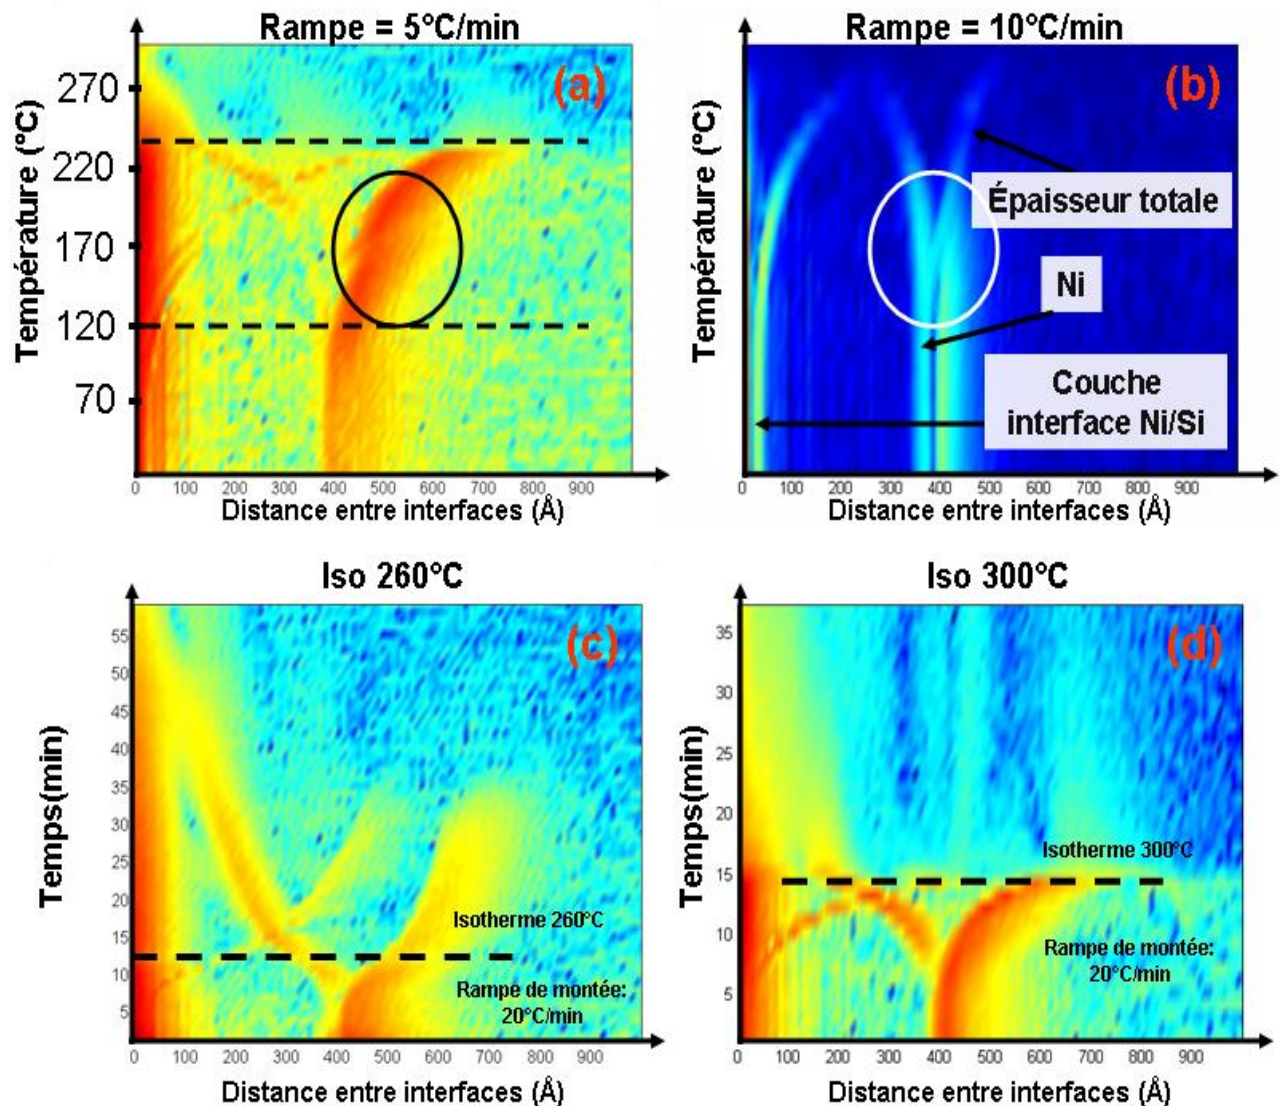 Rampe = 5°C/min
(a)
Température (°C)
270
220
170
120
70
0 100 200 300 400 500 600 700 800 900
Distance entre interfaces (Å)
Rampe = 10°C/min
(b)
Température (°C)
Épaisseur totale
Ni
Couche
interface Ni/Si
0 100 200 300 400 500 600 700 800 900
Distance entre interfaces (Å)
Iso 260°C
(c)
Temps(min)
55
50
45
40
35
30
25
20
15
10
5
Isotherme 260°C
Rampe de montée:
20°C/min
0 100 200 300 400 500 600 700 800 900
Distance entre interfaces (Å)
Iso 300°C
(d)
Temps(min)
35
30
25
20
15
10
5
Isotherme 300°C
Rampe de montée:
20°C/min
0 100 200 300 400 500 600 700 800 900
Distance entre interfaces (Å)